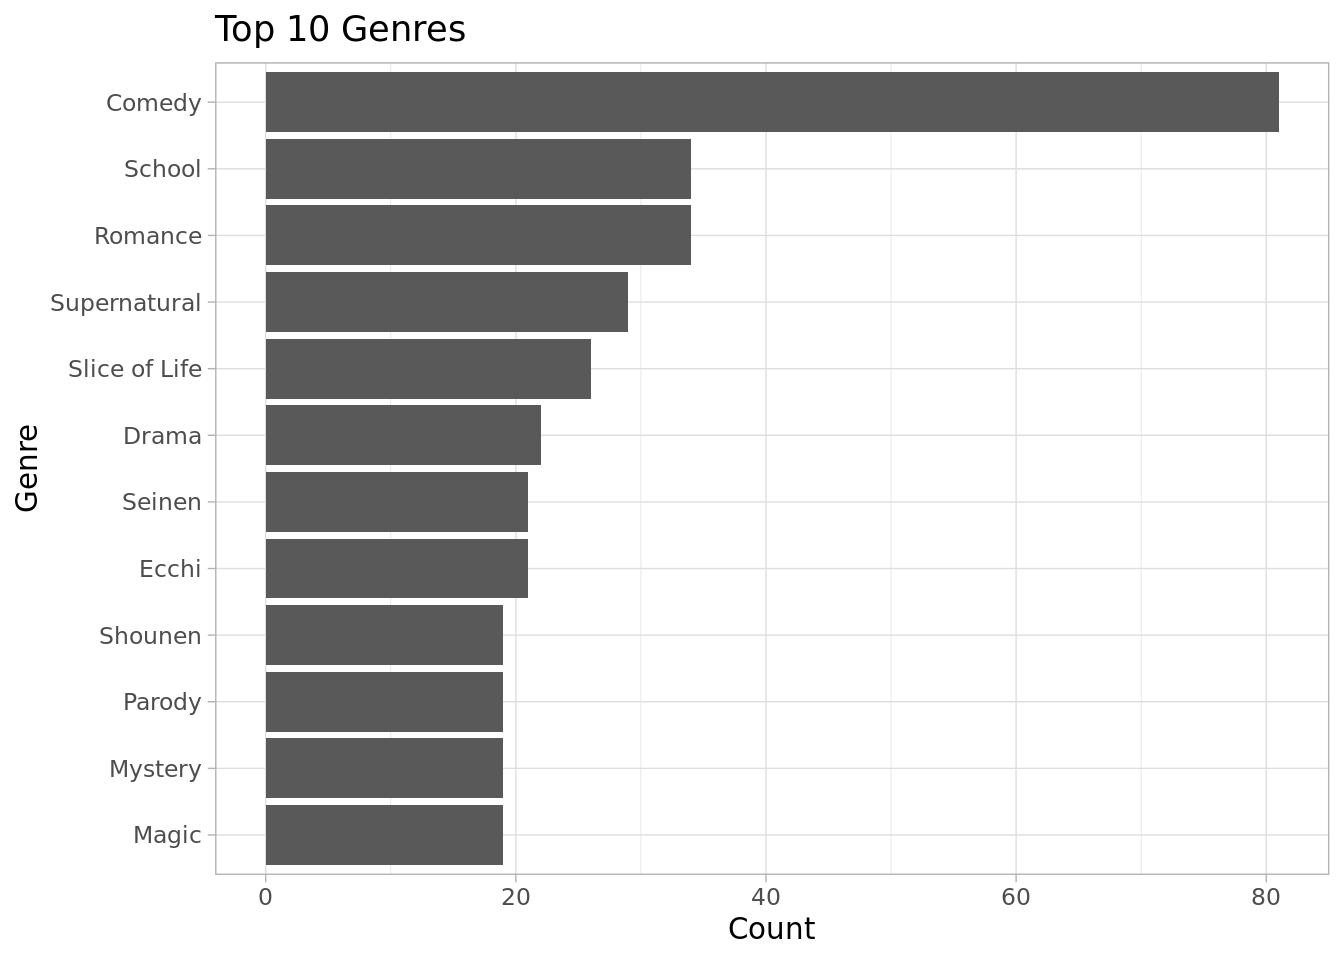 Top 10 Genres
Genre
Comedy
School
Romance
Supernatural
Slice of Life
Drama
Seinen
Ecchi
Shounen
Parody
Mystery
Magic
0 20 40 60 80
Count